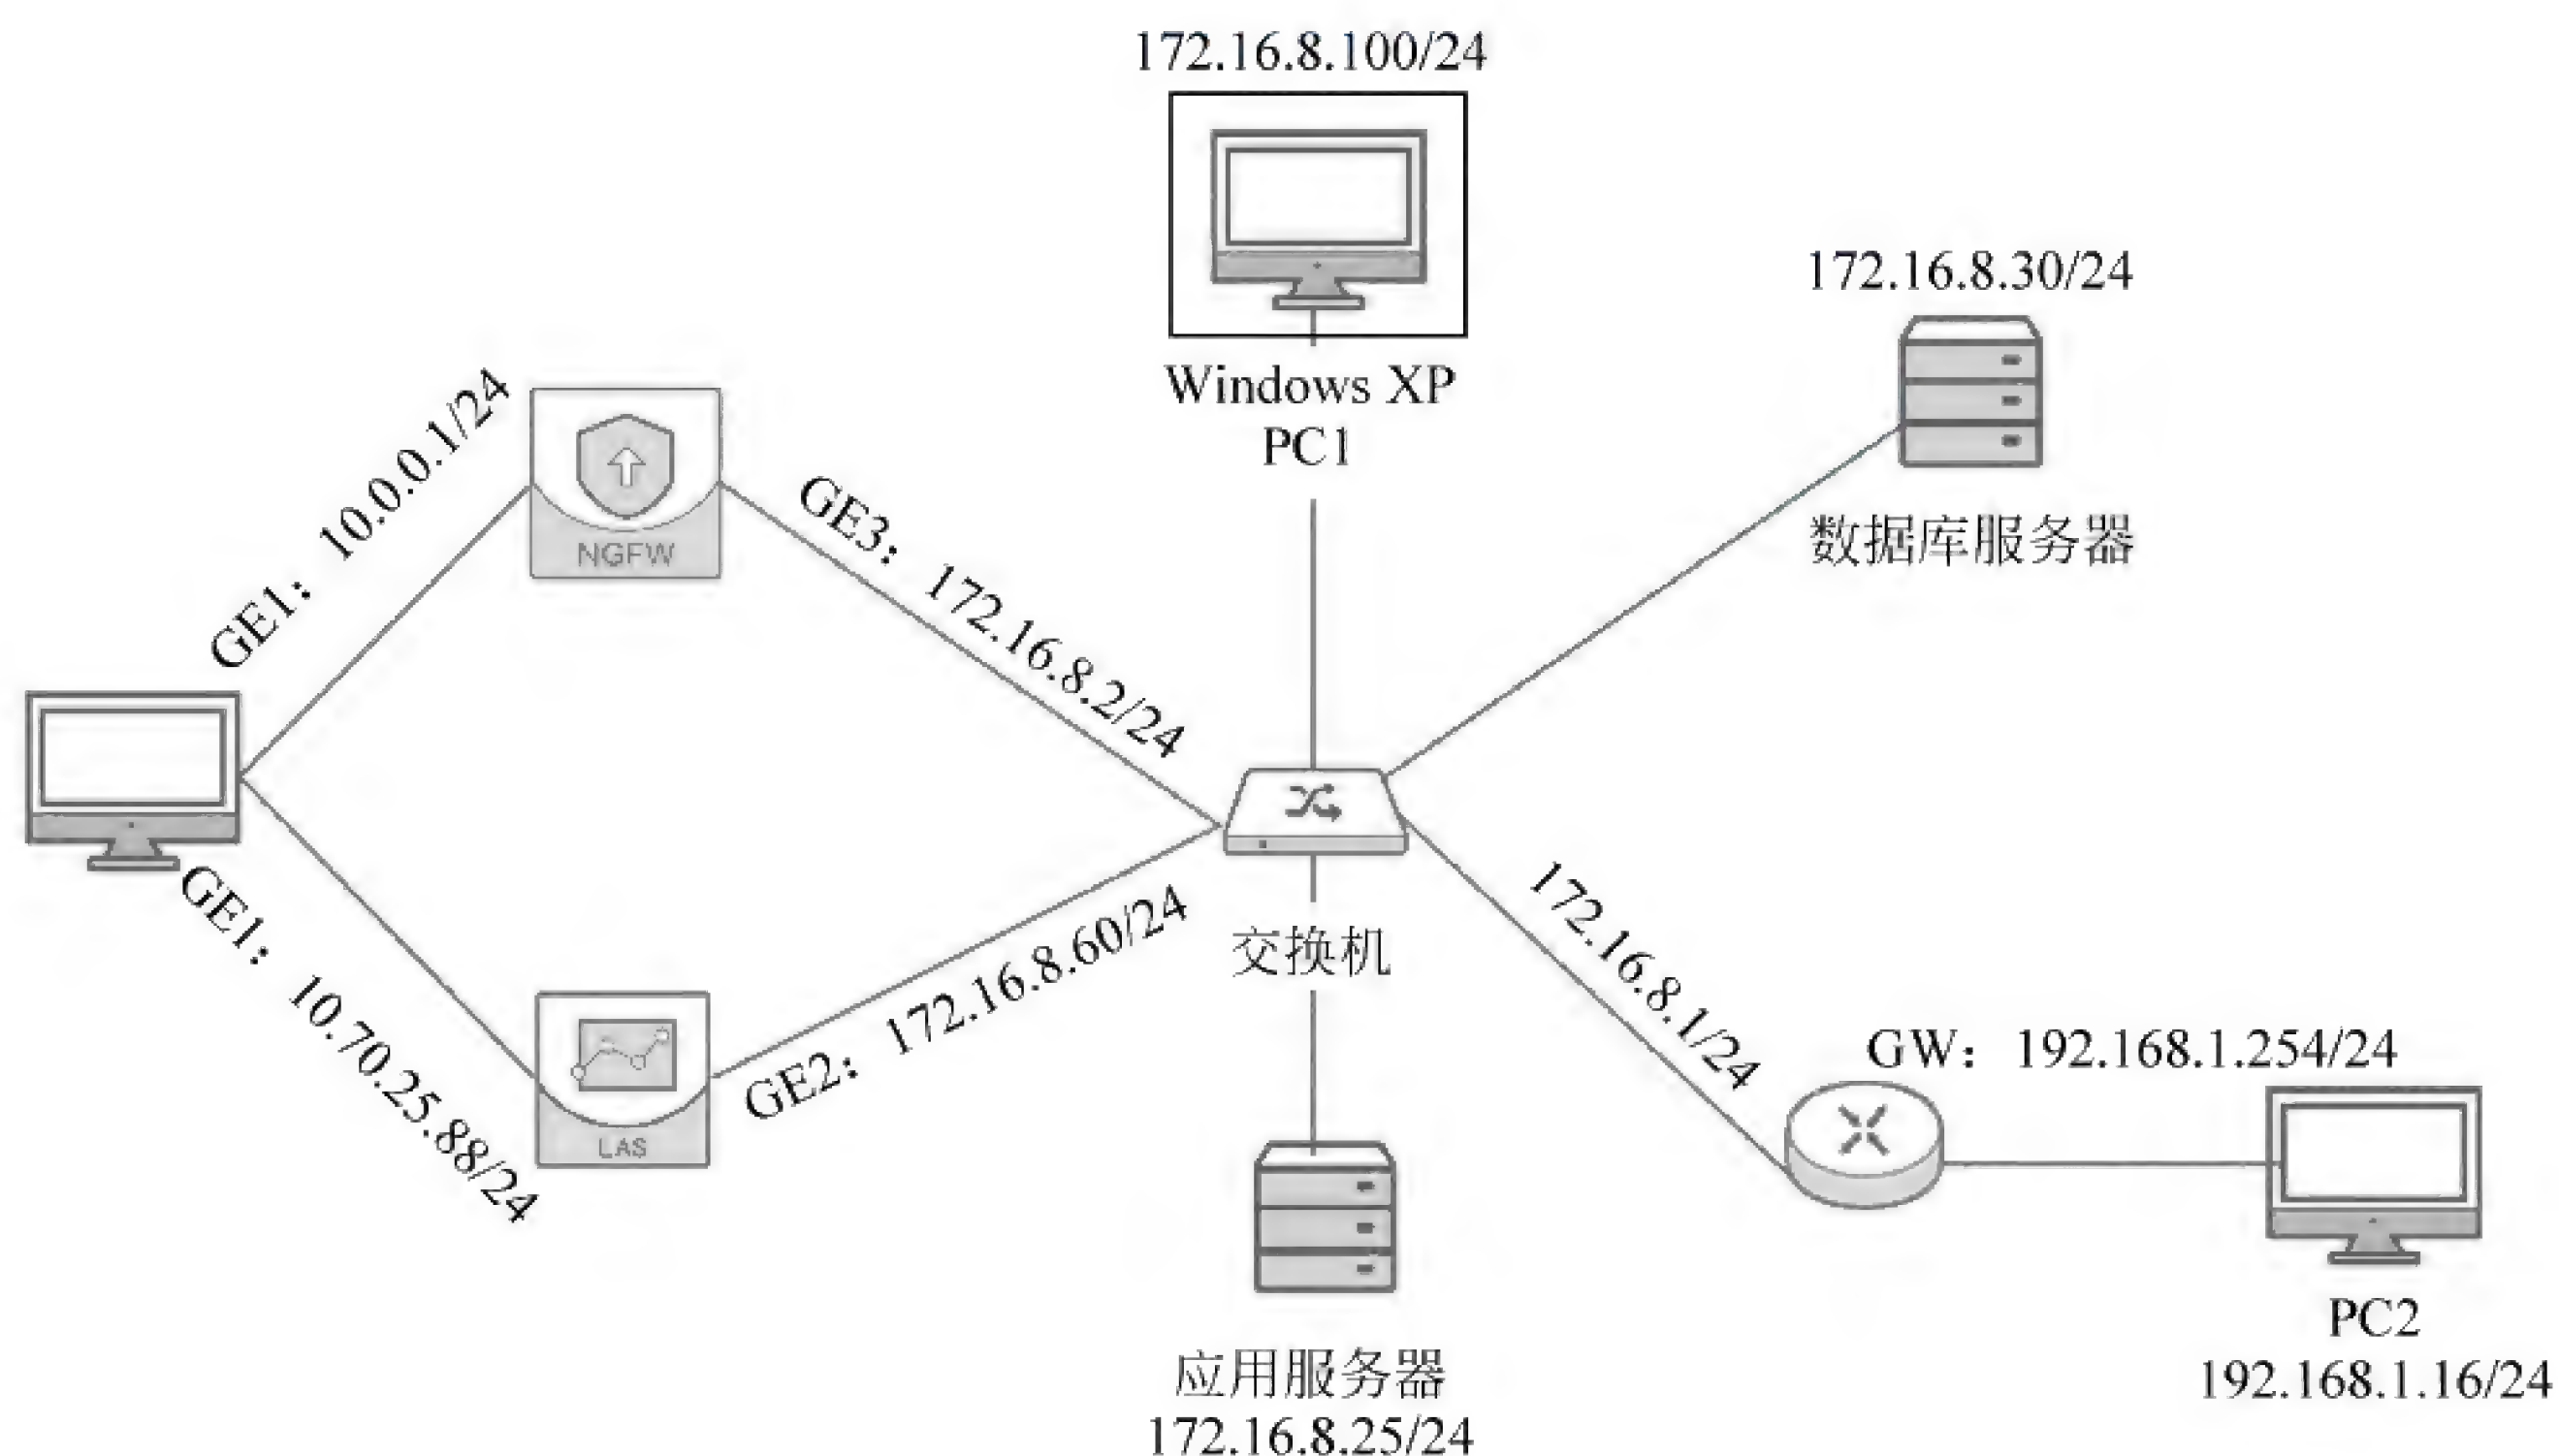 172.16.8.100/24
Windows XP
PC1
172.16.8.30/24
数据库服务器
GE1：10.0.0.1/24
NGFW
GE3：172.16.8.2/24
GE1：10.70.25.88/24
LAS
GE2：172.16.8.60/24
交换机
172.16.8.1/24
GW：192.168.1.254/24
PC2
192.168.1.16/24
应用服务器
172.16.8.25/24